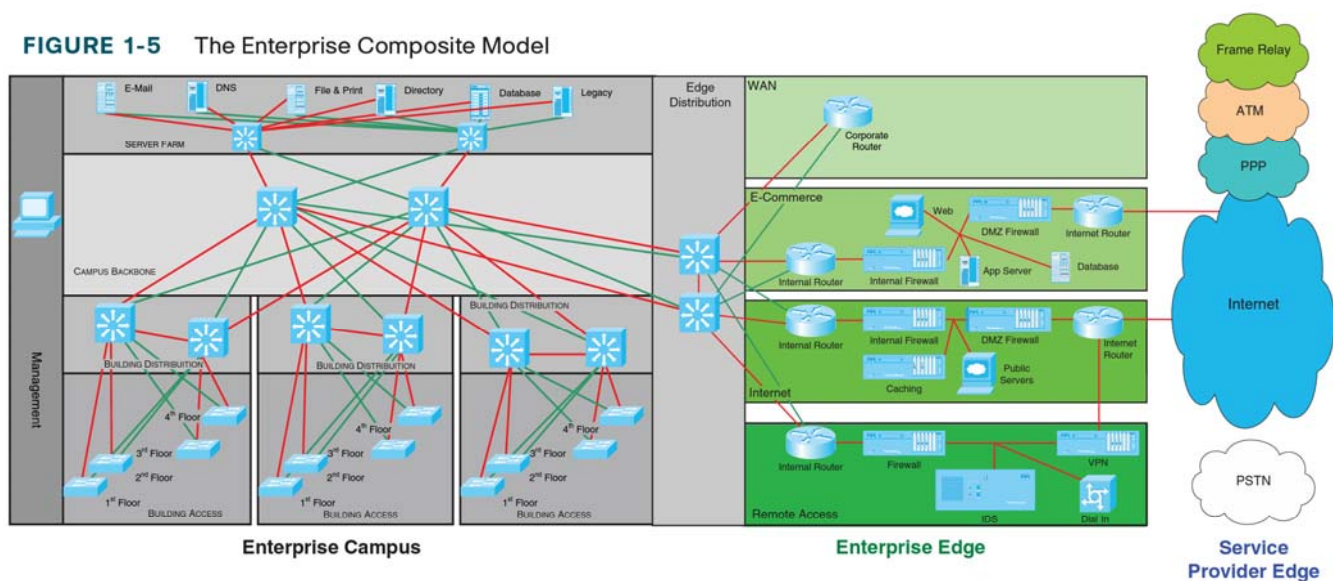 FIGURE 1-5 The Enterprise Composite Model
E-Mail
DNS
File & Print
Directory
Database
Legacy
SERVER FARM
CAMPUS BACKBONE
Management
BUILDING DISTRIBUTION
BUILDING DISTRIBUTION
BUILDING DISTRIBUTION
4th Floor
3rd Floor
2nd Floor
1st Floor
BUILDING ACCESS
4th Floor
3rd Floor
2nd Floor
1st Floor
BUILDING ACCESS
4th Floor
3rd Floor
2nd Floor
1st Floor
BUILDING ACCESS
Enterprise Campus
Edge
Distribution
WAN
Corporate
Router
E-Commerce
Web
DMZ Firewall
Internet Router
Internal Router
Internal Firewall
App Server
Database
Internal Router
Internal Firewall
DMZ Firewall
Internet
Router
Caching
Public
Servers
Internet
Internal Router
Firewall
VPN
IDS
Dial In
Remote Access
Enterprise Edge
Frame Relay
ATM
PPP
Internet
PSTN
Service
Provider Edge